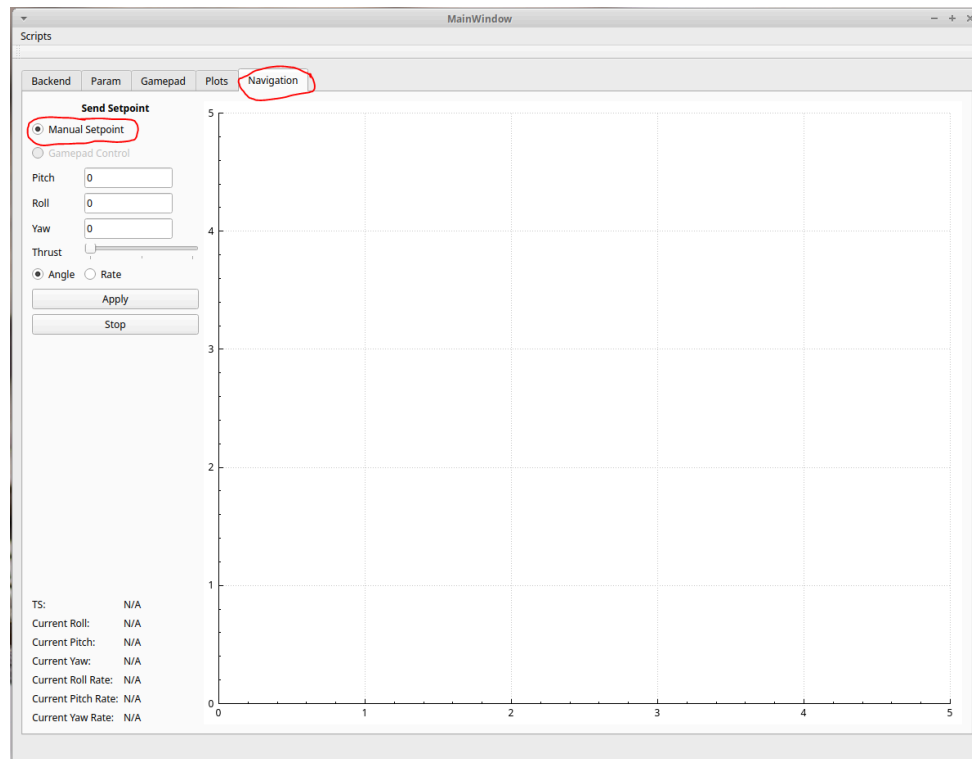 MainWindow
Scripts
Backend Param Gamepad Plots Navigation
Send Setpoint
Manual Setpoint
Gamepad Control
Pitch 0
Roll 0
Yaw 0
Thrust
Angle Rate
Apply
Stop
TS: N/A
Current Roll: N/A
Current Pitch: N/A
Current Yaw: N/A
Current Roll Rate: N/A
Current Pitch Rate: N/A
Current Yaw Rate: N/A
5
4
3
2
1
0
0 1 2 3 4 5